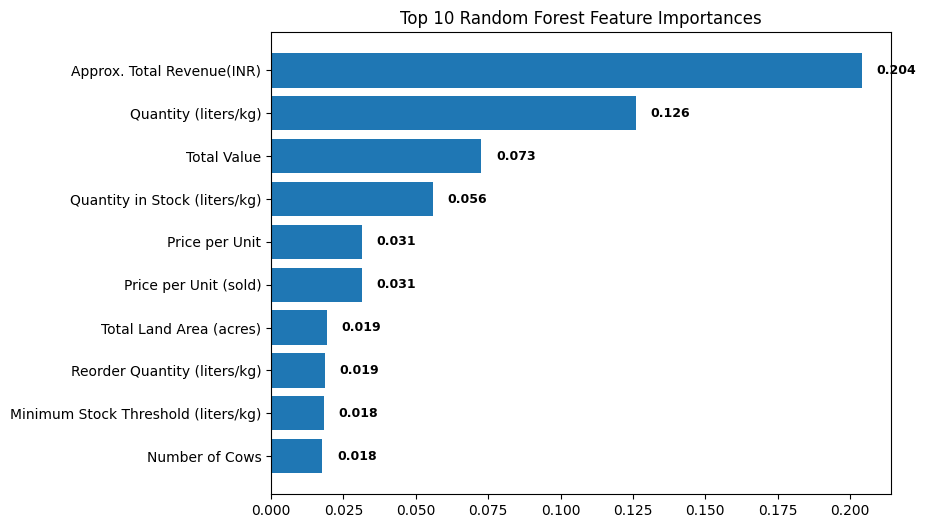 Top 10 Random Forest Feature Importances
Approx. Total Revenue(INR) 0.204
Quantity (liters/kg) 0.126
Total Value 0.073
Quantity in Stock (liters/kg) 0.056
Price per Unit 0.031
Price per Unit (sold) 0.031
Total Land Area (acres) 0.019
Reorder Quantity (liters/kg) 0.019
Minimum Stock Threshold (liters/kg) 0.018
Number of Cows 0.018
0.000 0.025 0.050 0.075 0.100 0.125 0.150 0.175 0.200